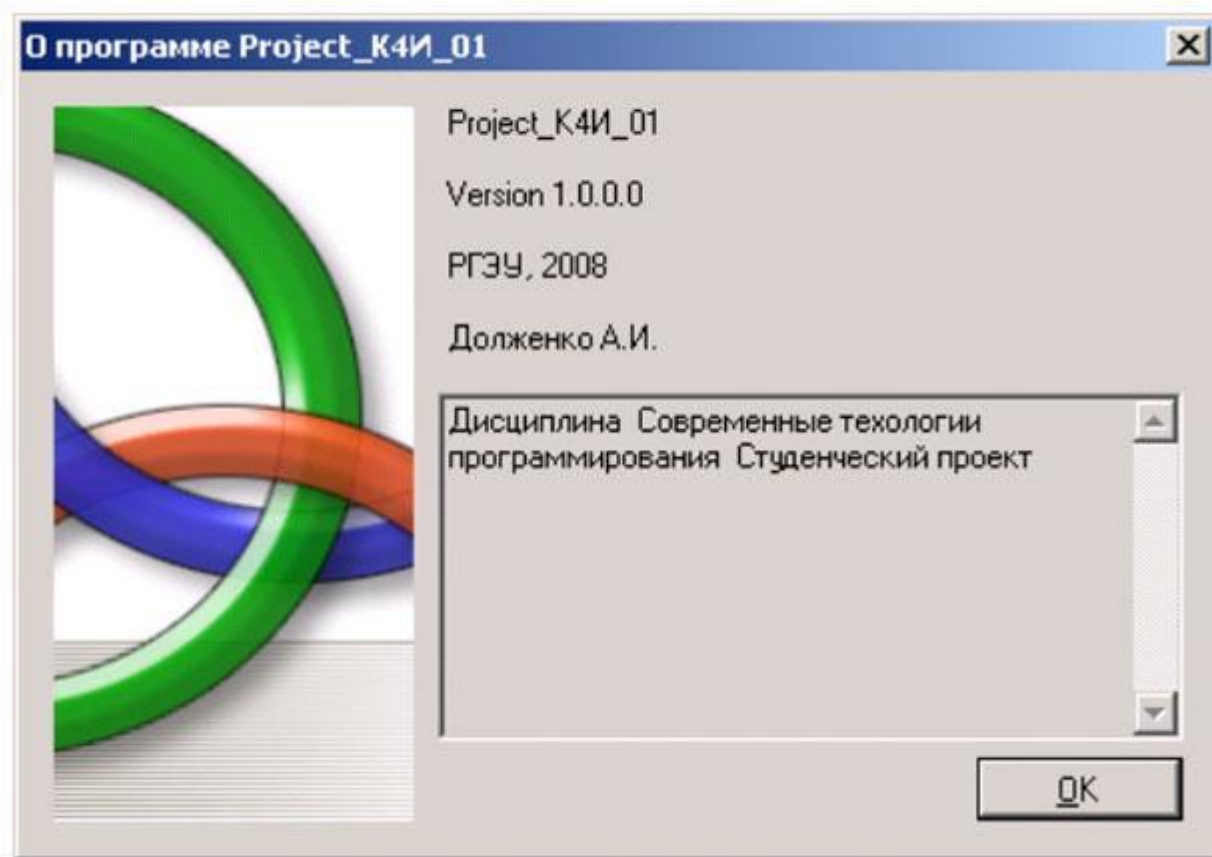 О программе Project_К4И_01
Project_К4И_01
Version 1.0.0.0
РГЭУ, 2008
Долженко А.И.
Дисциплина Современные техологии
программирования Студенческий проект
OK